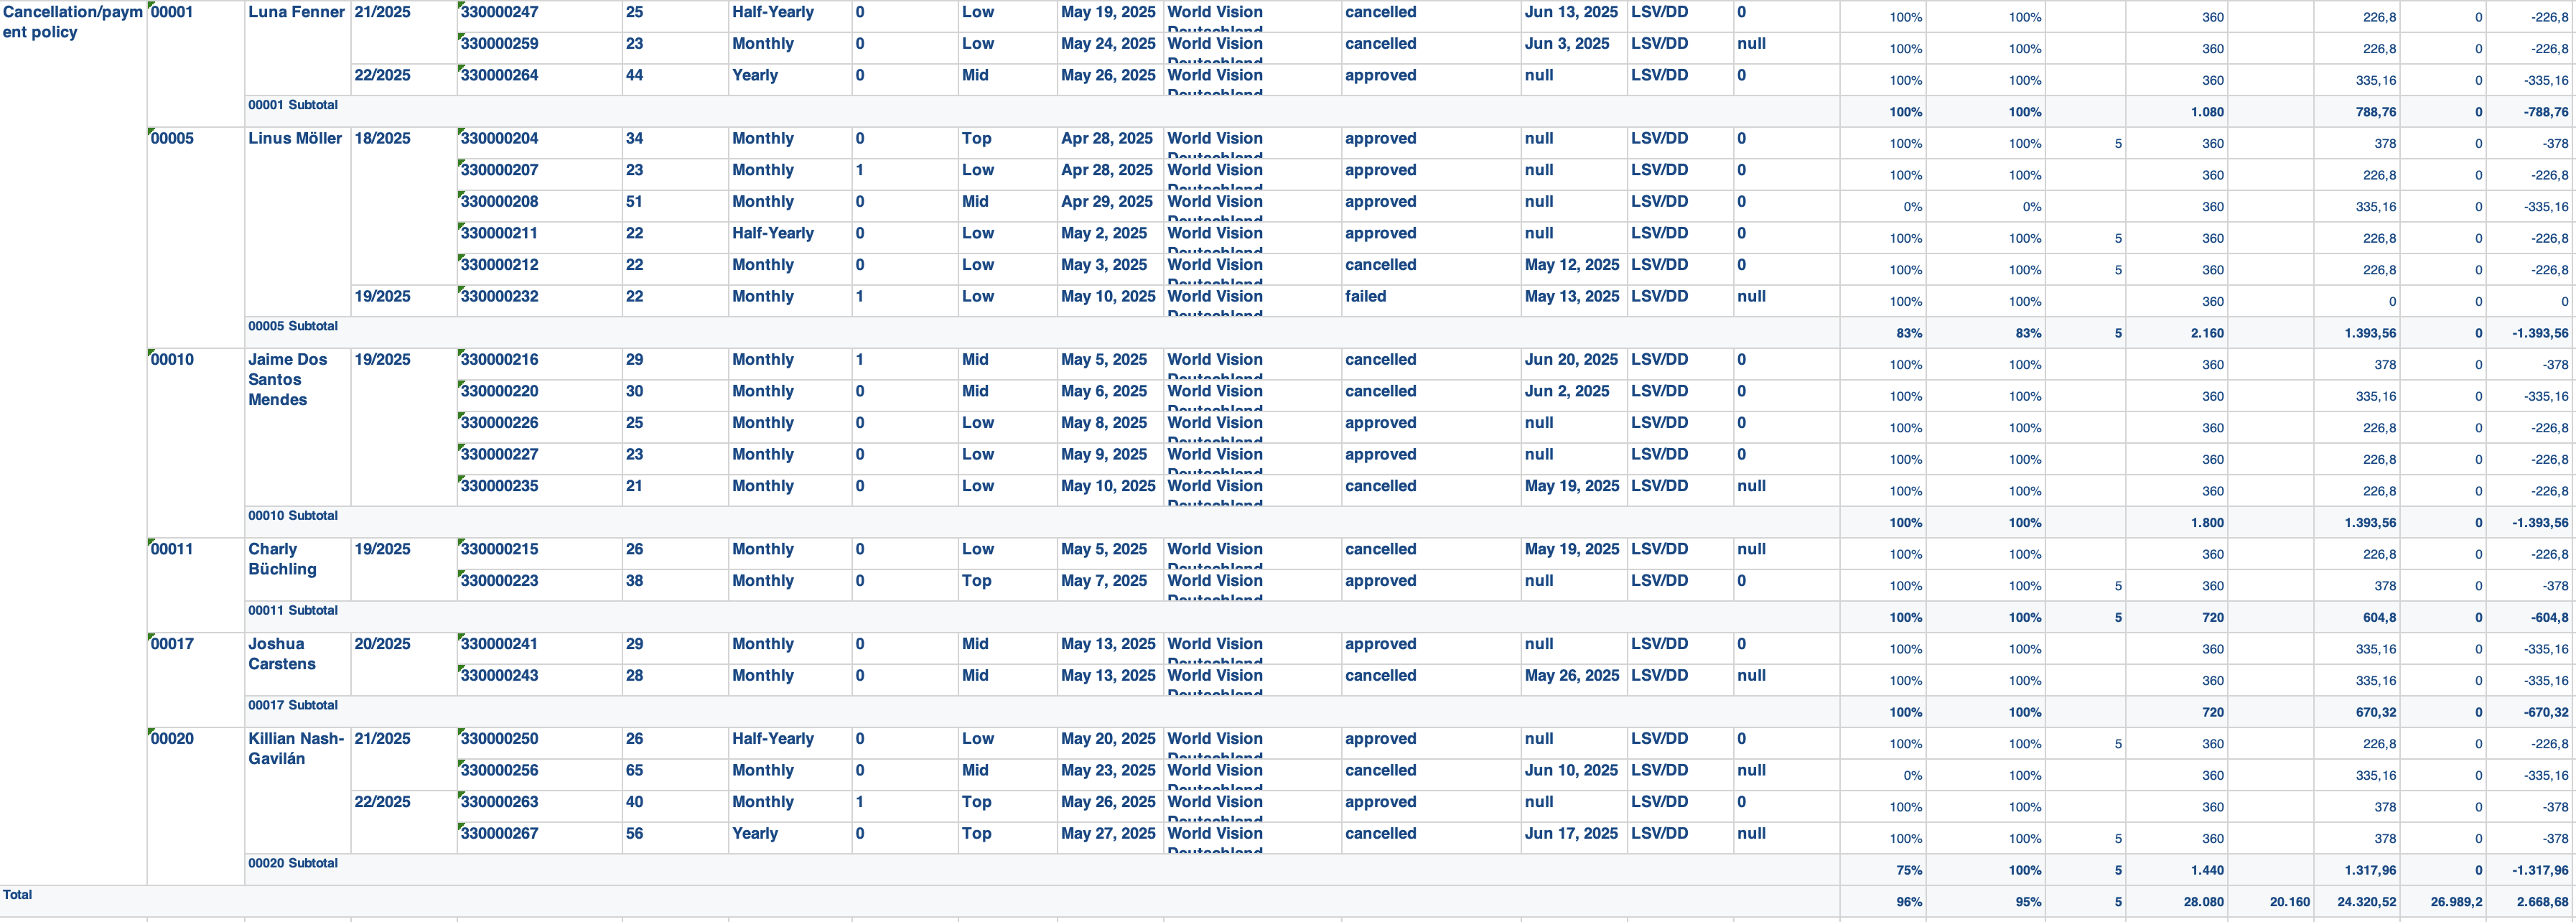 Cancellation/paym 00001 Luna Fenner 21/2025 330000247 25 Half-Yearly 0 Low May 19, 2025 World Vision cancelled Jun 13, 2025 LSV/DD 0 100% 100% 360 226,8 0 -226,8
ent policy
330000259 23 Monthly 0 Low May 24, 2025 World Vision cancelled Jun 3, 2025 LSV/DD null 100% 100% 360 226,8 0 -226,8
22/2025 330000264 44 Yearly 0 Mid May 26, 2025 World Vision approved null LSV/DD 0 100% 100% 360 335,16 0 -335,16
00001 Subtotal 100% 100% 1.080 788,76 0 -788,76
00005 Linus Möller 18/2025 330000204 34 Monthly 0 Top Apr 28, 2025 World Vision approved null LSV/DD 0 100% 100% 5 360 378 0 -378
330000207 23 Monthly 1 Low Apr 28, 2025 World Vision approved null LSV/DD 0 100% 100% 360 226,8 0 -226,8
330000208 51 Monthly 0 Mid Apr 29, 2025 World Vision approved null LSV/DD 0 0% 0% 360 335,16 0 -335,16
330000211 22 Half-Yearly 0 Low May 2, 2025 World Vision approved null LSV/DD 0 100% 100% 5 360 226,8 0 -226,8
330000212 22 Monthly 0 Low May 3, 2025 World Vision cancelled May 12, 2025 LSV/DD 0 100% 100% 5 360 226,8 0 -226,8
19/2025 330000232 22 Monthly 1 Low May 10, 2025 World Vision failed May 13, 2025 LSV/DD null 100% 100% 360 0 0 0
00005 Subtotal 83% 83% 5 2.160 1.393,56 0 -1.393,56
00010 Jaime Dos 19/2025 330000216 29 Monthly 1 Mid May 5, 2025 World Vision cancelled Jun 20, 2025 LSV/DD 0 100% 100% 360 378 0 -378
Santos
Mendes
330000220 30 Monthly 0 Mid May 6, 2025 World Vision cancelled Jun 2, 2025 LSV/DD 0 100% 100% 360 335,16 0 -335,16
330000226 25 Monthly 0 Low May 8, 2025 World Vision approved null LSV/DD 0 100% 100% 360 226,8 0 -226,8
330000227 23 Monthly 0 Low May 9, 2025 World Vision approved null LSV/DD 0 100% 100% 360 226,8 0 -226,8
330000235 21 Monthly 0 Low May 10, 2025 World Vision cancelled May 19, 2025 LSV/DD null 100% 100% 360 226,8 0 -226,8
00010 Subtotal 100% 100% 1.800 1.393,56 0 -1.393,56
00011 Charly 19/2025 330000215 26 Monthly 0 Low May 5, 2025 World Vision cancelled May 19, 2025 LSV/DD null 100% 100% 360 226,8 0 -226,8
Büchling
330000223 38 Monthly 0 Top May 7, 2025 World Vision approved null LSV/DD 0 100% 100% 5 360 378 0 -378
00011 Subtotal 100% 100% 5 720 604,8 0 -604,8
00017 Joshua 20/2025 330000241 29 Monthly 0 Mid May 13, 2025 World Vision approved null LSV/DD 0 100% 100% 360 335,16 0 -335,16
Carstens
330000243 28 Monthly 0 Mid May 13, 2025 World Vision cancelled May 26, 2025 LSV/DD null 100% 100% 360 335,16 0 -335,16
00017 Subtotal 100% 100% 720 670,32 0 -670,32
00020 Killian Nash- 21/2025 330000250 26 Half-Yearly 0 Low May 20, 2025 World Vision approved null LSV/DD 0 100% 100% 5 360 226,8 0 -226,8
Gavilán
330000256 65 Monthly 0 Mid May 23, 2025 World Vision cancelled Jun 10, 2025 LSV/DD null 0% 100% 360 335,16 0 -335,16
22/2025 330000263 40 Monthly 1 Top May 26, 2025 World Vision approved null LSV/DD 0 100% 100% 360 378 0 -378
330000267 56 Yearly 0 Top May 27, 2025 World Vision cancelled Jun 17, 2025 LSV/DD null 100% 100% 5 360 378 0 -378
00020 Subtotal 75% 100% 5 1.440 1.317,96 0 -1.317,96
Total 96% 95% 5 28.080 20.160 24.320,52 26.989,2 2.668,68